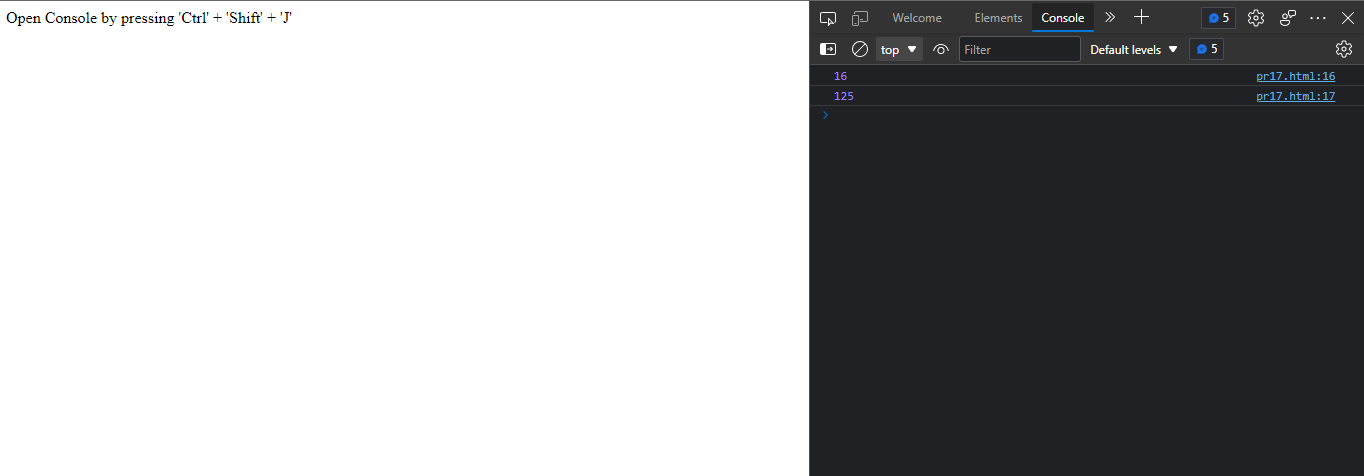 Open Console by pressing 'Ctrl' + 'Shift' + 'J'
Welcome Elements Console 5
top Filter Default levels 5
16 pr17.html:16
125 pr17.html:17